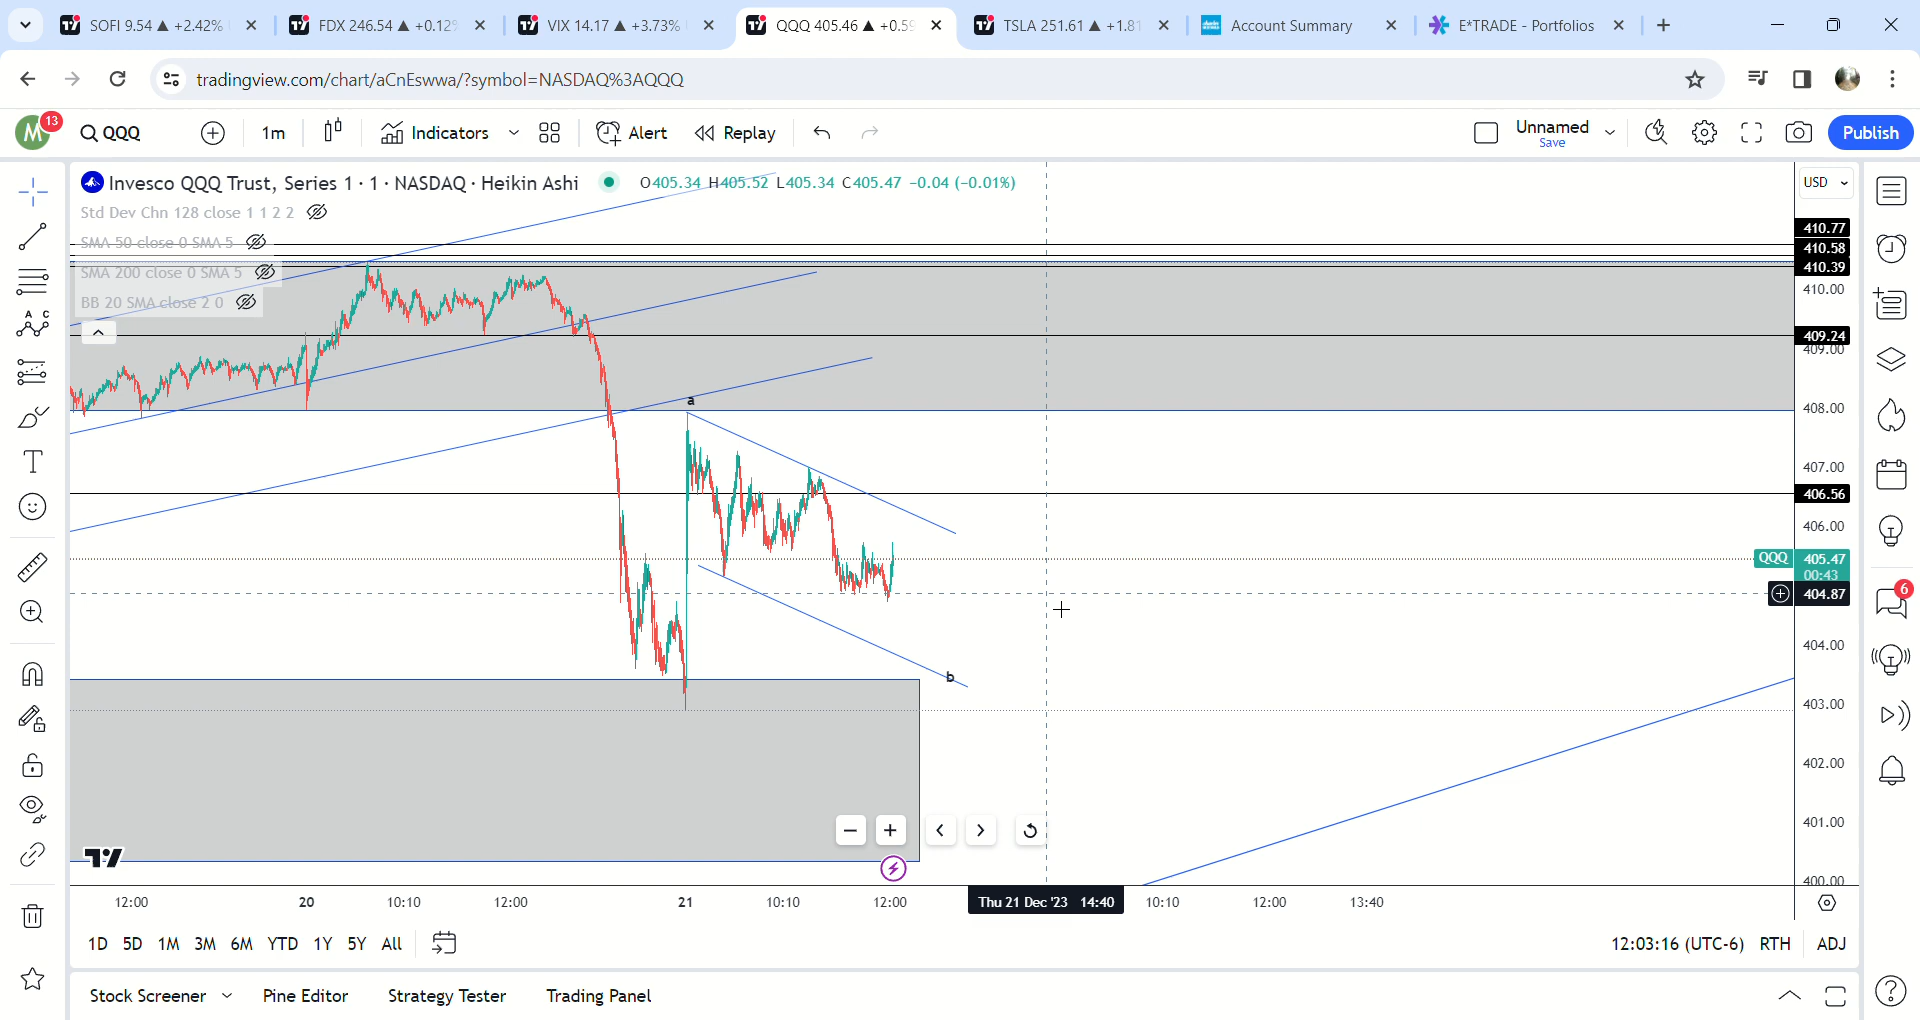 SOFI 9.54 ▲ +2.42%
FDX 246.54 ▲ +0.12%
VIX 14.17 ▲ +3.73%
QQQ 405.46 ▲ +0.59
TSLA 251.61 ▲ +1.81
Account Summary
E*TRADE - Portfolios
tradingview.com/chart/aCnEswwa/?symbol=NASDAQ%3AQQQ
M
13
QQQ
1m
Indicators
Alert
Replay
Unnamed
Save
Publish
Invesco QQQ Trust, Series 1 · 1 · NASDAQ · Heikin Ashi
O405.34 H405.52 L405.34 C405.47 −0.04 (−0.01%)
USD
Std Dev Chn 128 close 1 1 2 2
SMA 50 close 0 SMA 5
SMA 200 close 0 SMA 5
BB 20 SMA close 2 0
410.77
410.58
410.39
410.00
409.24
409.00
408.00
407.00
406.56
406.00
QQQ 405.47
00:43
404.87
404.00
403.00
402.00
401.00
400.00
a
b
6
12:00
20
10:10
12:00
21
10:10
12:00
Thu 21 Dec '23 14:40
10:10
12:00
13:40
1D 5D 1M 3M 6M YTD 1Y 5Y All
12:03:16 (UTC-6) RTH ADJ
Stock Screener
Pine Editor
Strategy Tester
Trading Panel